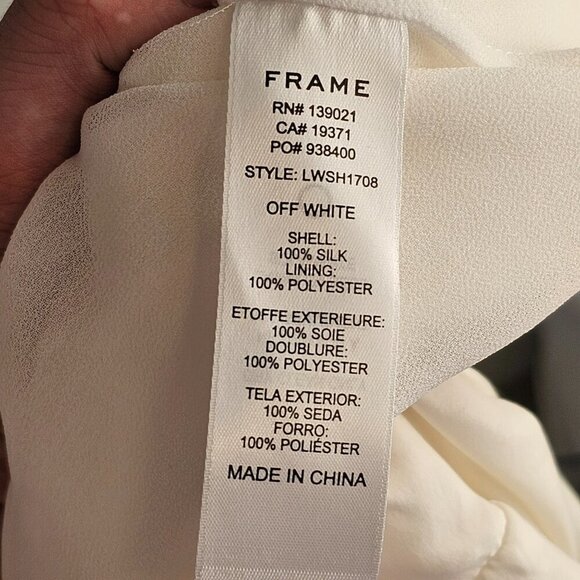 FRAME
RN# 139021
CA# 19371
PO# 938400
STYLE: LWSH1708
OFF WHITE
SHELL:
100% SILK
LINING:
100% POLYESTER
ETOFFE EXTERIEURE:
100% SOIE
DOUBLURE:
100% POLYESTER
TELA EXTERIOR:
100% SEDA
FORRO:
100% POLIÉSTER
MADE IN CHINA